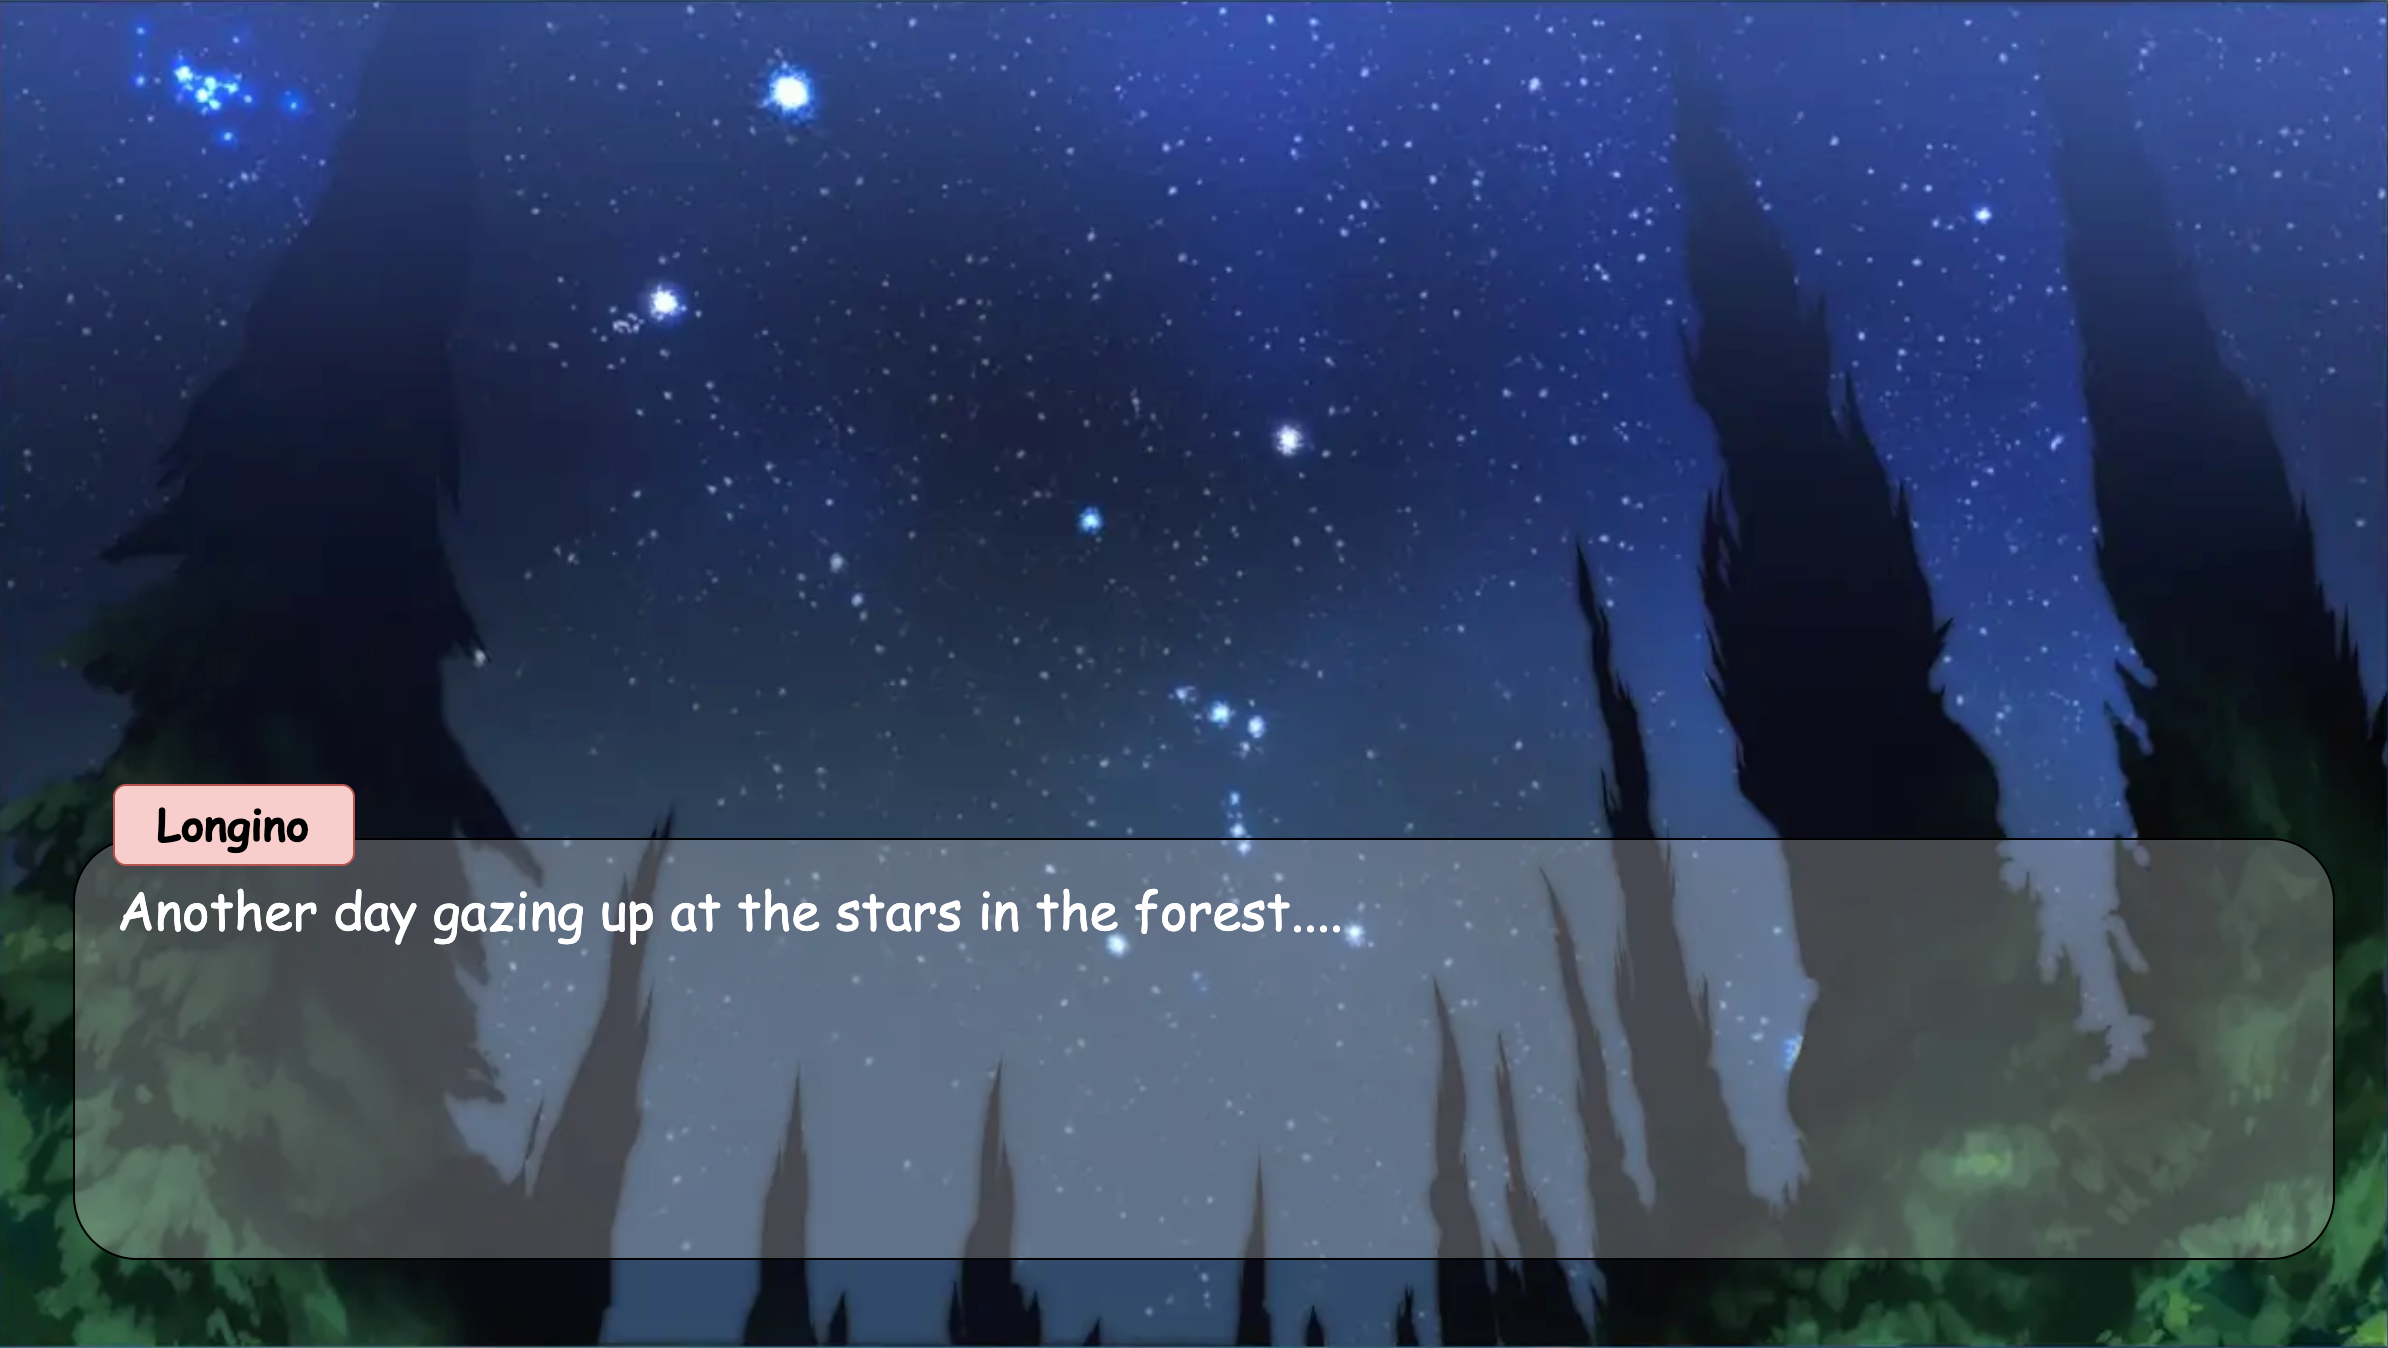 Longino
Another day gazing up at the stars in the forest....